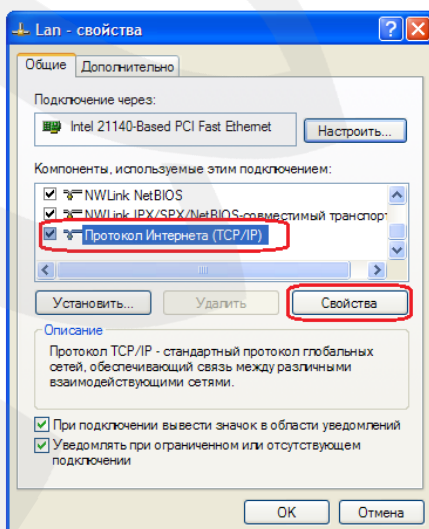 Lan - свойства
Общие
Дополнительно
Подключение через:
Intel 21140-Based PCI Fast Ethernet
Настроить...
Компоненты, используемые этим подключением:
NWLink NetBIOS
NWLink IPX/SPX/NetBIOS-совместимый транспорт
Протокол Интернета (TCP/IP)
Установить...
Удалить
Свойства
Описание
Протокол TCP/IP - стандартный протокол глобальных
сетей, обеспечивающий связь между различными
взаимодействующими сетями.
При подключении вывести значок в области уведомлений
Уведомлять при ограниченном или отсутствующем
подключении
OK
Отмена